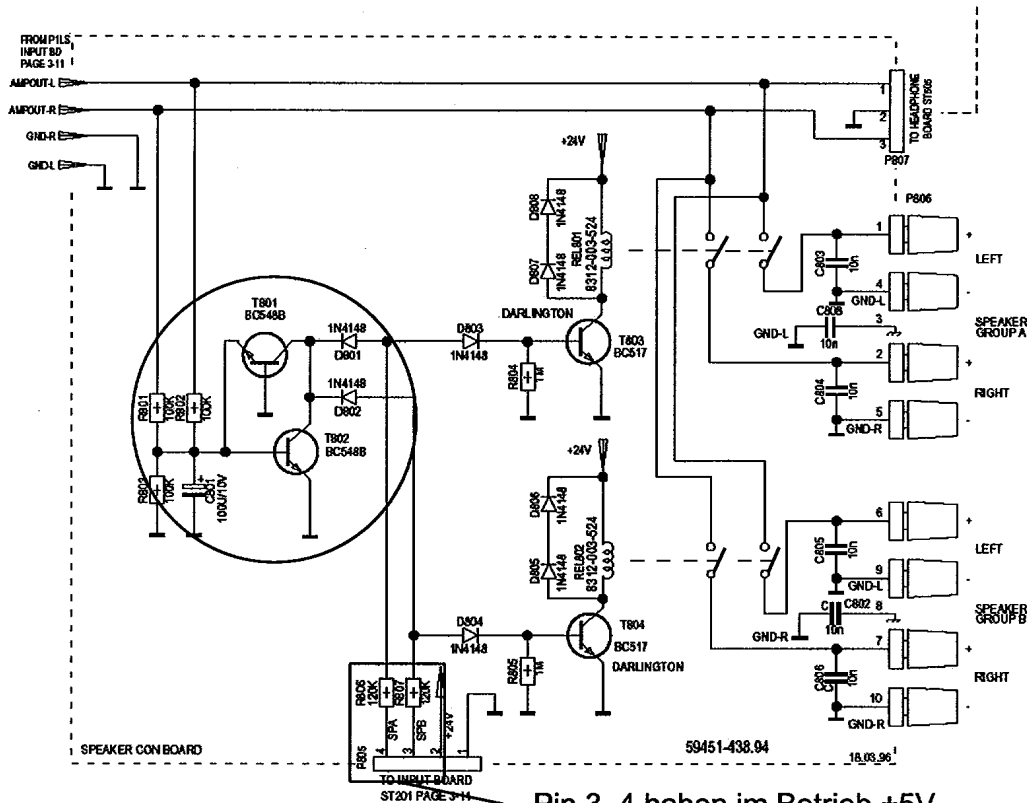 FROM P1LS
INPUT BD
PAGE 3-11
AMPOUT-L
AMPOUT-R
GND-R
GND-L
1
2
3
TO HEADPHONE
BOARD ST505
P807
+24V
D808
1N4148
D807
1N4148
REL801
8312-003-524
DARLINGTON
T803
BC517
P806
1
+
LEFT
C803
10n
4
-
GND-L
C808
10n
GND-L
3
SPEAKER
GROUP A
2
+
RIGHT
C804
10n
5
-
GND-R
T801
BC548B
1N4148
D801
1N4148
D802
D803
1N4148
R804
1M
R801
100K
R802
100K
T802
BC548B
R803
100K
C801
100U/10V
+
+24V
D806
1N4148
D805
1N4148
REL802
8312-003-524
D804
1N4148
T804
BC517
DARLINGTON
R805
1M
6
+
LEFT
C805
10n
9
-
GND-L
C
C802
10n
8
GND-R
SPEAKER
GROUP B
7
+
RIGHT
C806
10n
10
-
GND-R
R806
120K
R807
120K
SPA
SPB
+24V
P805
4
3
2
1
SPEAKER CON BOARD
59451-438.94
18.03.96
TO INPUT BOARD
ST201 PAGE 3-11
Pin 3, 4 haben im Betrieb +5V